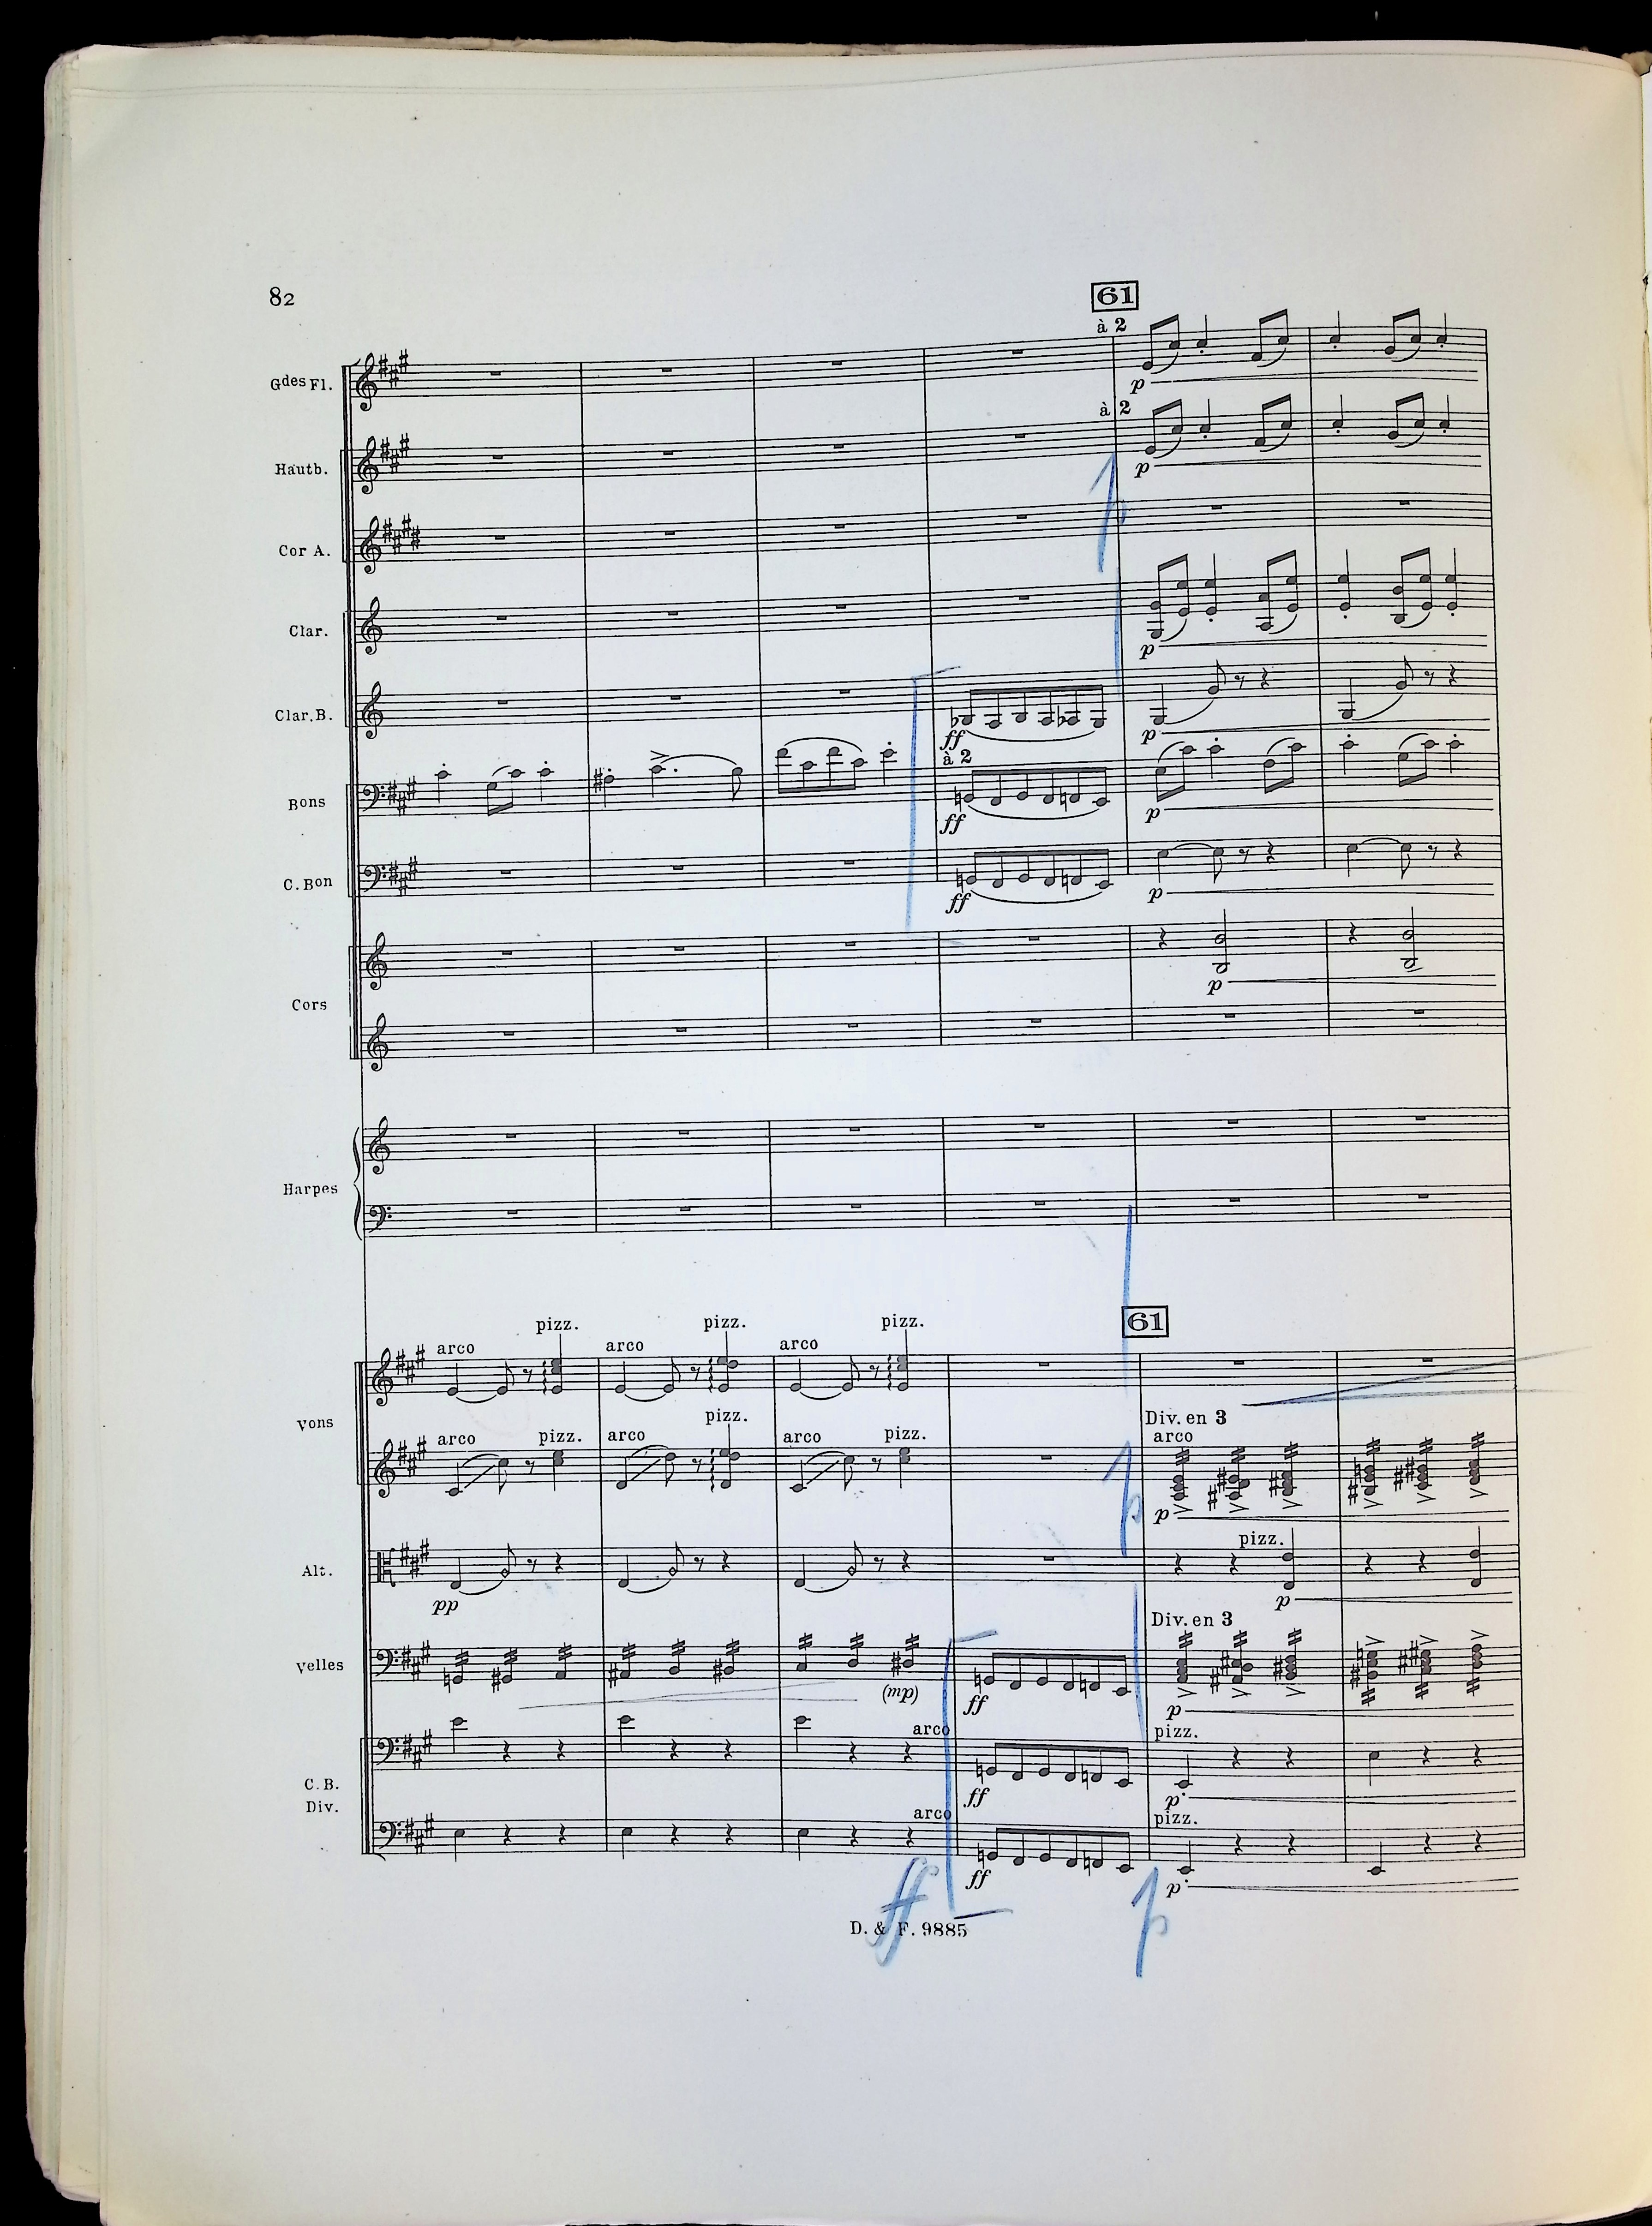 82
61
à 2
Gdes Fl.
p
à 2
Hautb.
p
Cor A.
p
Clar.
p
Clar. B.
ff
p
à 2
Bons
ff
p
C. Bon
ff
p
Cors
p
Harpes
61
pizz. pizz. pizz.
arco arco arco
Vons
pizz.
Div. en 3
arco pizz. arco arco pizz. arco
p
p
Alt.
pizz.
pp
p
Div. en 3
Velles
(mp)
ff
p
arco
pizz.
C. B.
Div.
ff
p
arco
pizz.
ff
p
ff
p
D. & F. 9885